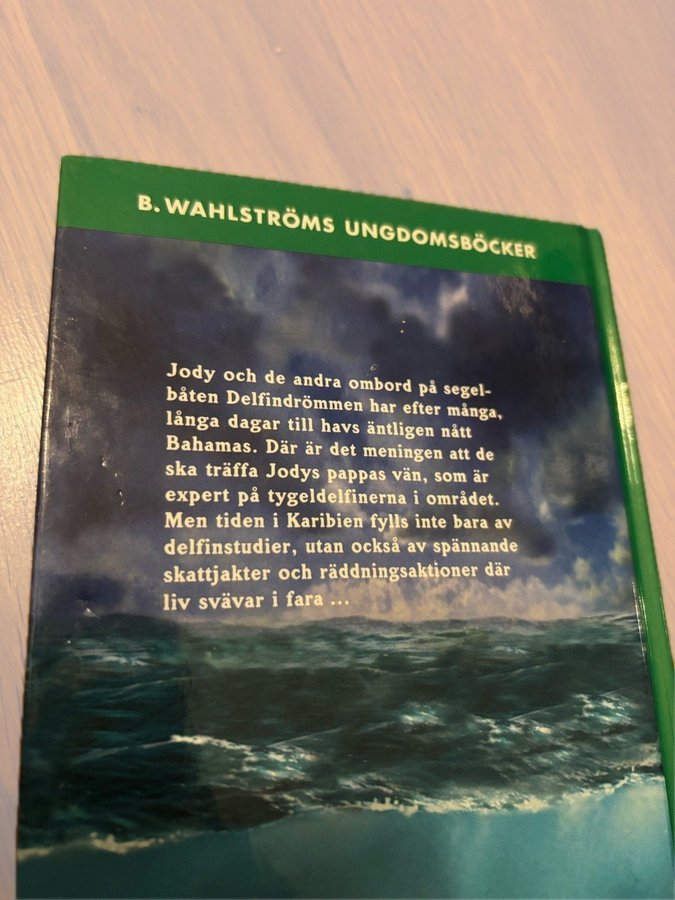 B. WAHLSTRÖMS UNGDOMSBÖCKER
Jody och de andra ombord på segel-
båten Delfindrömmen har efter många,
långa dagar till havs äntligen nått
Bahamas. Där är det meningen att de
ska träffa Jodys pappas vän, som är
expert på tygeldelfinerna i området.
Men tiden i Karibien fylls inte bara av
delfinstudier, utan också av spännande
skattjakter och räddningsaktioner där
liv svävar i fara ...